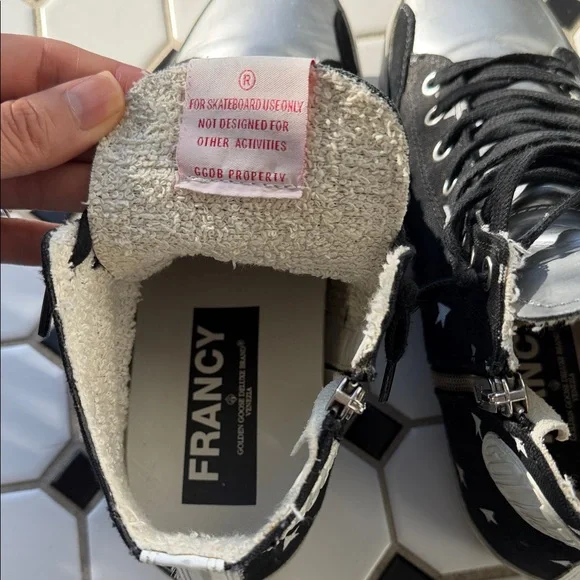 ®
FOR SKATEBOARD USE ONLY
NOT DESIGNED FOR
OTHER ACTIVITIES
GGDB PROPERTY
FRANCY
GOLDEN GOOSE DELUXE BRAND®
VENEZIA